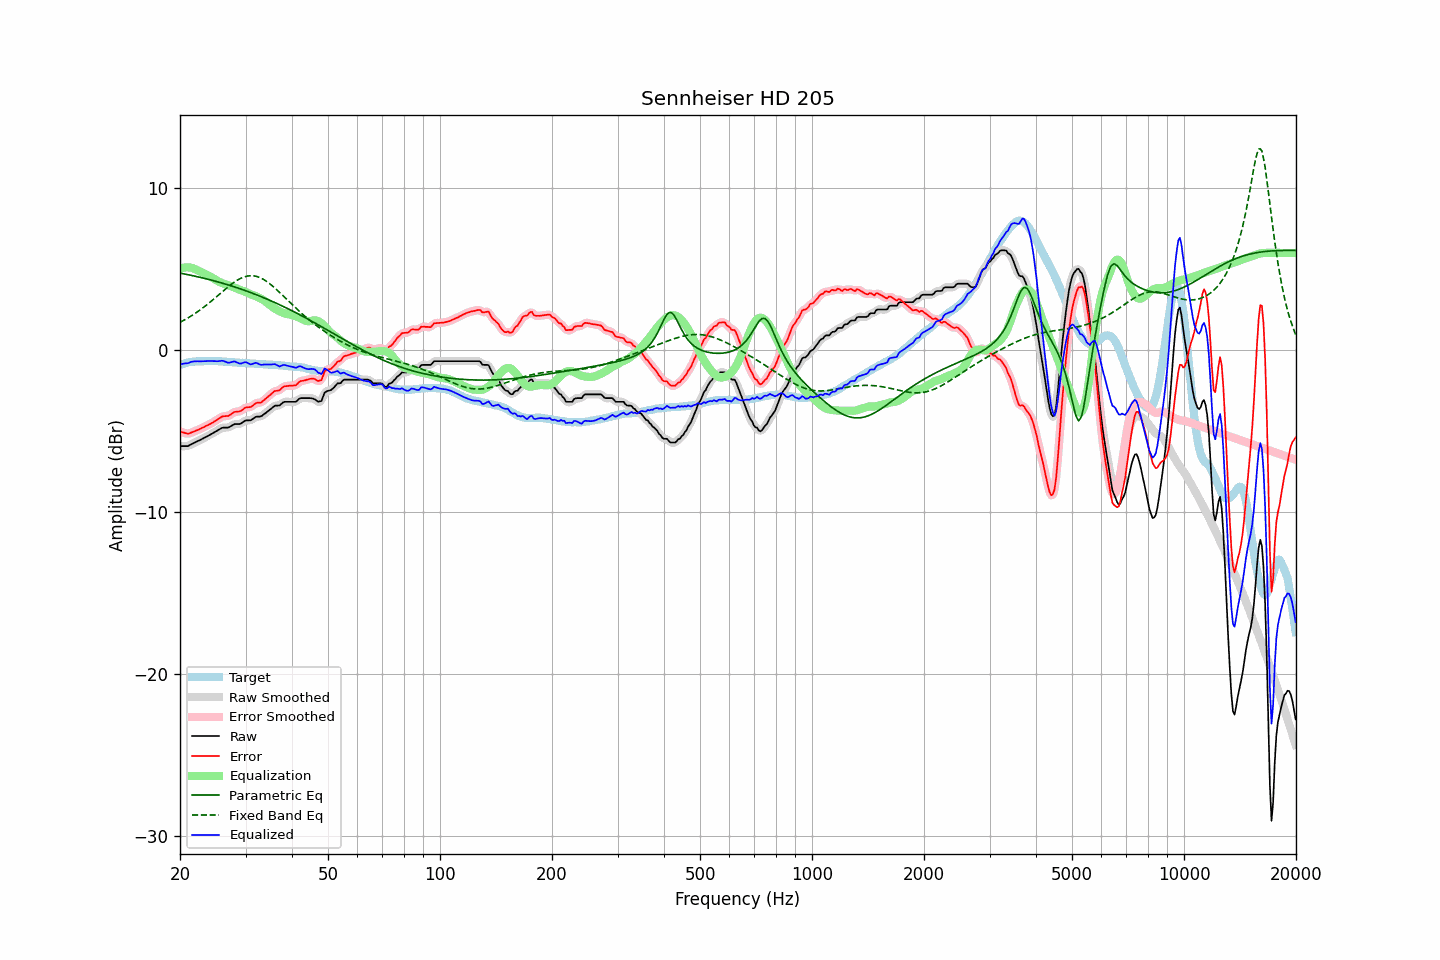 Sennheiser HD 205
Amplitude (dBr)
10
0
−10
−20
−30
Target
Raw Smoothed
Error Smoothed
Raw
Error
Equalization
Parametric Eq
Fixed Band Eq
Equalized
20 50 100 200 500 1000 2000 5000 10000 20000
Frequency (Hz)